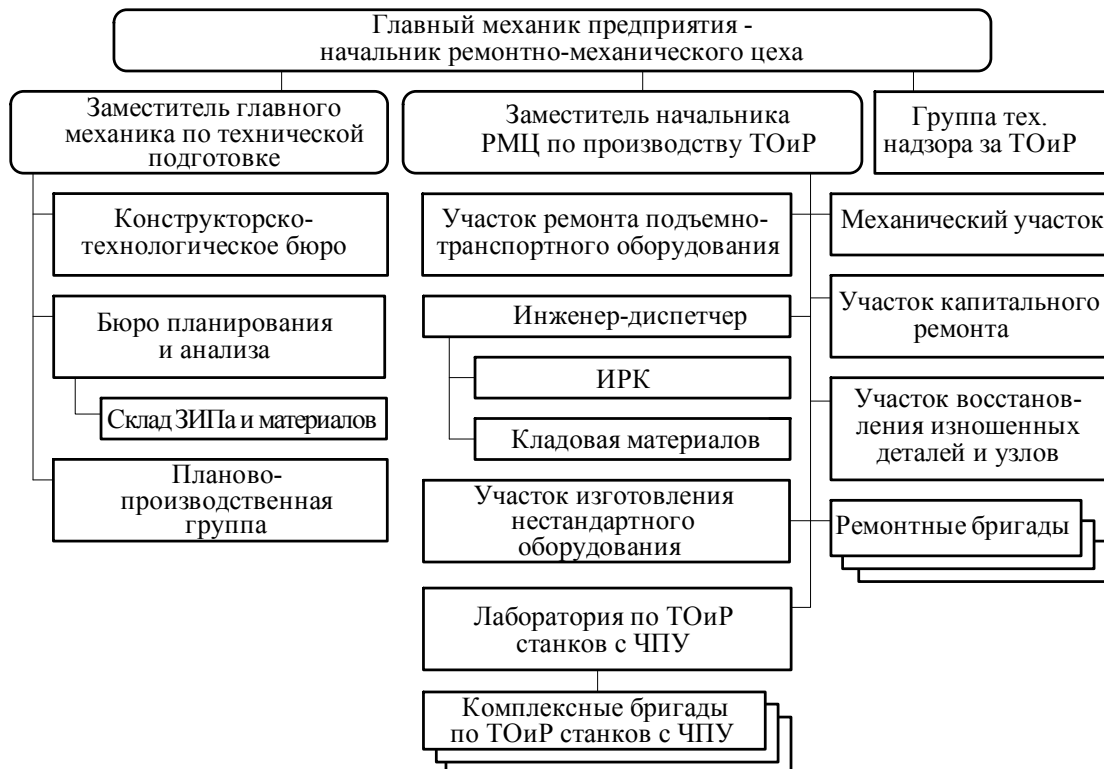 Главный механик предприятия -
начальник ремонтно-механического цеха
Заместитель главного
механика по технической
подготовке
Заместитель начальника
РМЦ по производству ТОиР
Группа тех.
надзора за ТОиР
Конструкторско-
технологическое бюро
Бюро планирования
и анализа
Склад ЗИПа и материалов
Планово-
производственная
группа
Участок ремонта подъемно-
транспортного оборудования
Инженер-диспетчер
ИРК
Кладовая материалов
Участок изготовления
нестандартного
оборудования
Лаборатория по ТОиР
станков с ЧПУ
Комплексные бригады
по ТОиР станков с ЧПУ
Механический участок
Участок капитального
ремонта
Участок восстанов-
ления изношенных
деталей и узлов
Ремонтные бригады